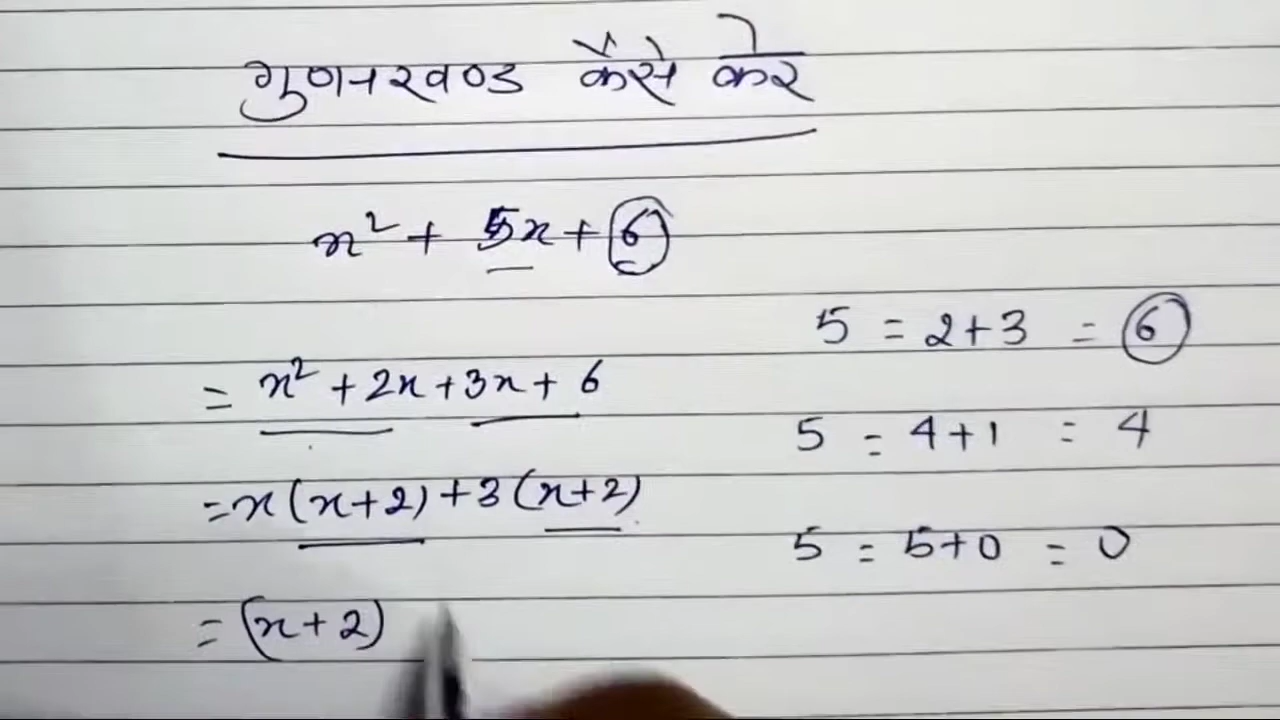 गुणनखण्ड कैसे करे
x² + 5x + 6
5 = 2+3 = 6
= x² + 2x + 3x + 6
5 = 4+1 = 4
= x (x+2) + 3 (x+2)
5 = 5+0 = 0
= (x+2)